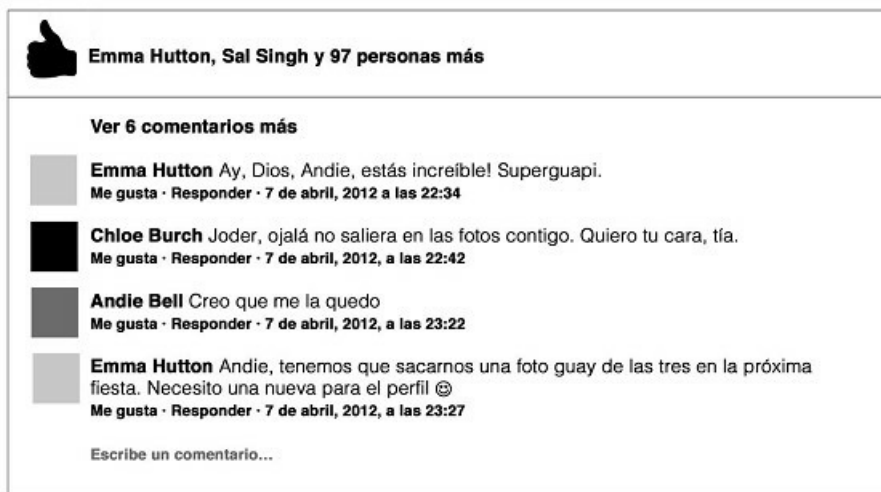 Emma Hutton, Sal Singh y 97 personas más
Ver 6 comentarios más
Emma Hutton Ay, Dios, Andie, estás increíble! Superguapi.
Me gusta · Responder · 7 de abril, 2012 a las 22:34
Chloe Burch Joder, ojalá no saliera en las fotos contigo. Quiero tu cara, tía.
Me gusta · Responder · 7 de abril, 2012, a las 22:42
Andie Bell Creo que me la quedo
Me gusta · Responder · 7 de abril, 2012, a las 23:22
Emma Hutton Andie, tenemos que sacarnos una foto guay de las tres en la próxima
fiesta. Necesito una nueva para el perfil ☺
Me gusta · Responder · 7 de abril, 2012, a las 23:27
Escribe un comentario...